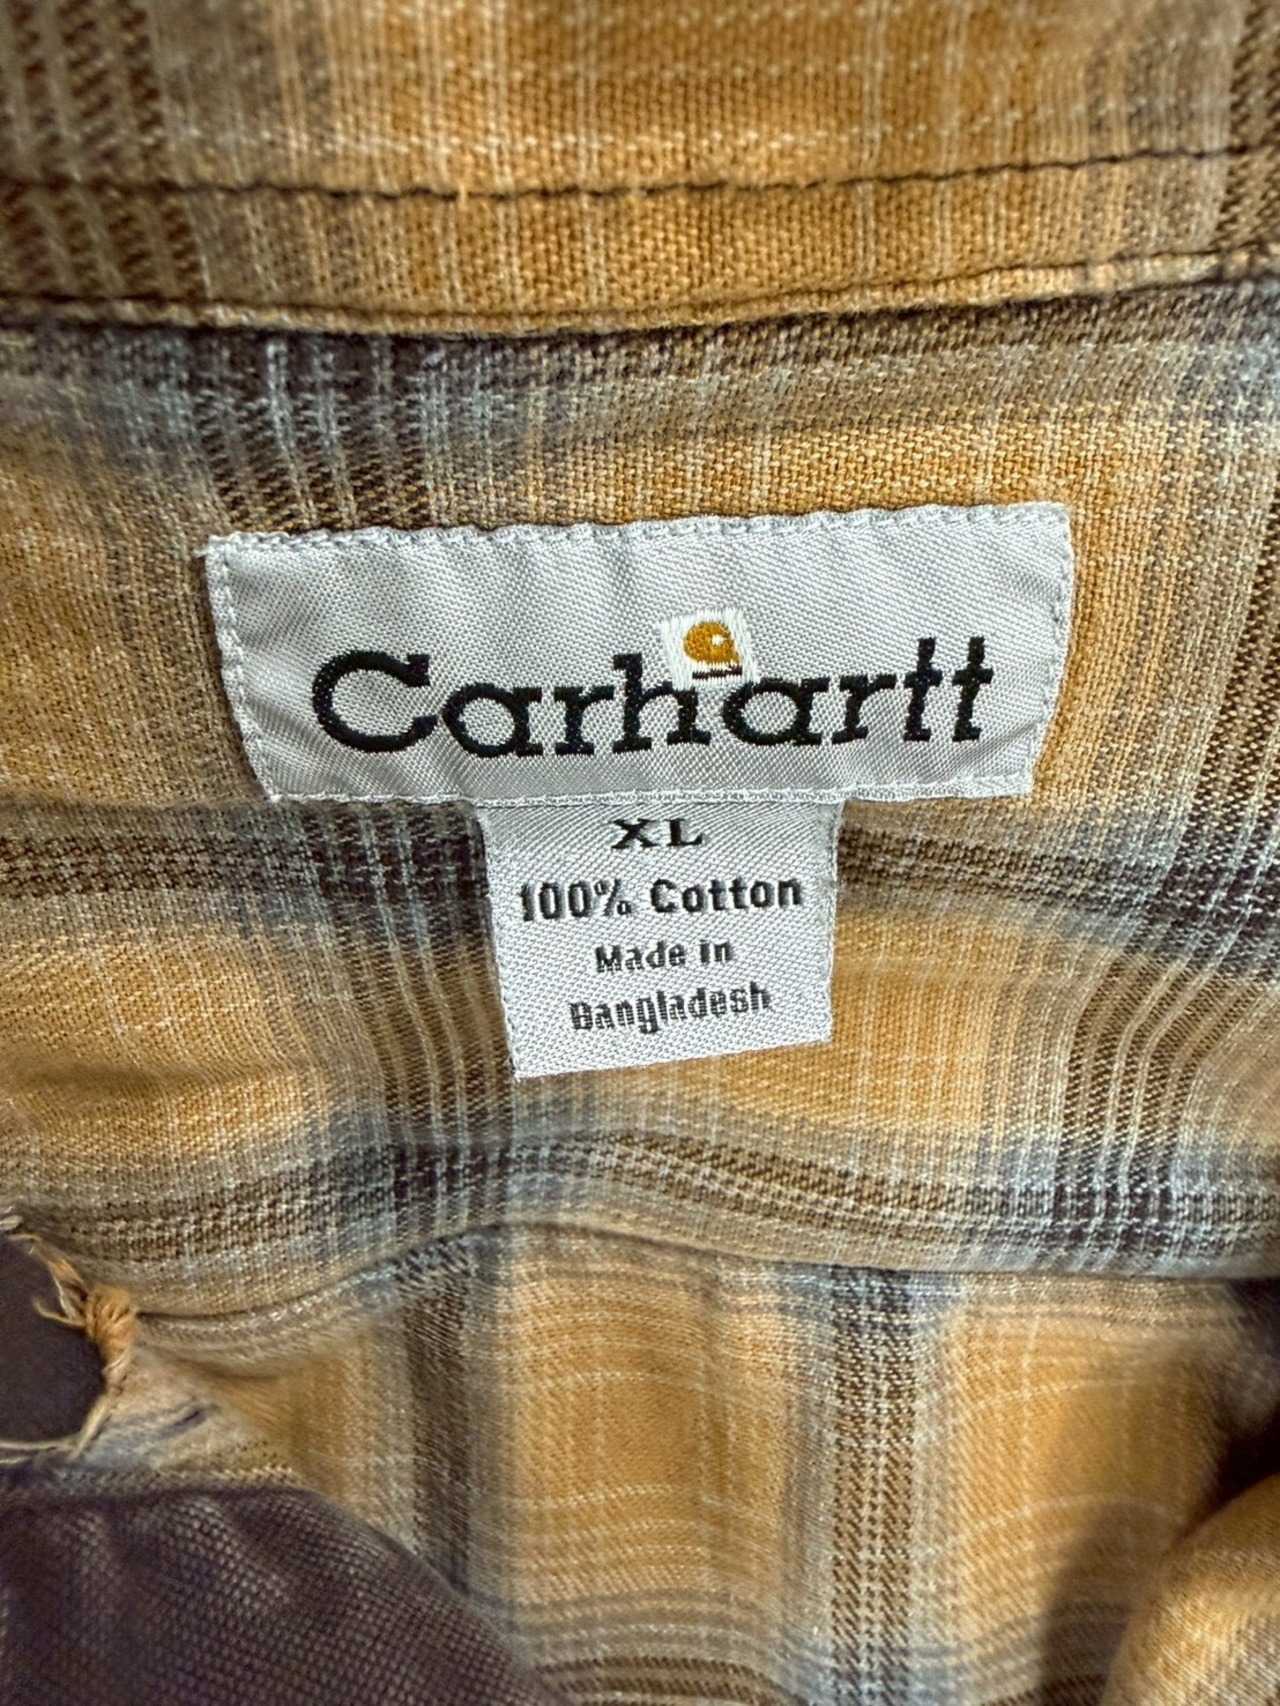 Carhartt
XL
100% Cotton
Made in
Bangladesh